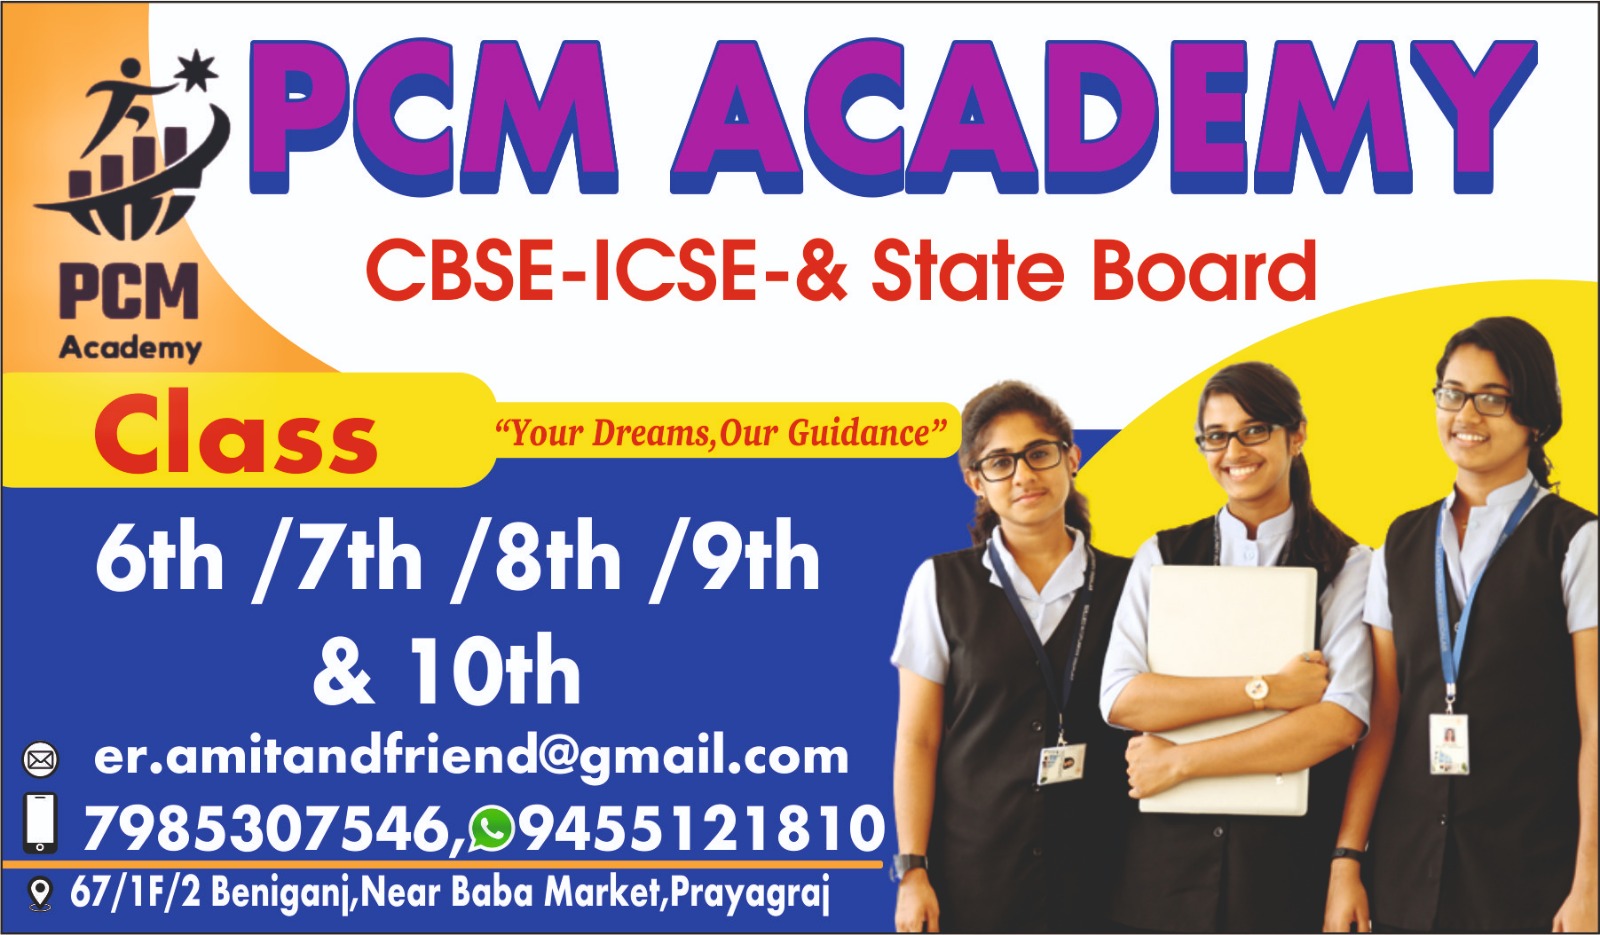 PCM ACADEMY
PCM
Academy
CBSE-ICSE-& State Board
Class
“Your Dreams,Our Guidance”
6th /7th /8th /9th
& 10th
er.amitandfriend@gmail.com
7985307546,9455121810
67/1F/2 Beniganj,Near Baba Market,Prayagraj